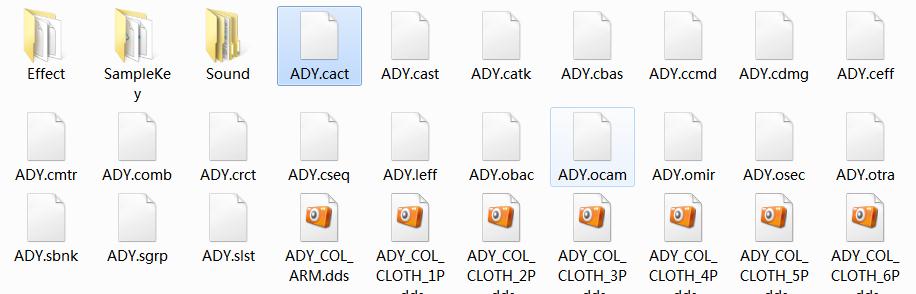 Effect SampleKe Sound ADY.cact ADY.cast ADY.catk ADY.cbas ADY.ccmd ADY.cdmg ADY.ceff
y
ADY.cmtr ADY.comb ADY.crct ADY.cseq ADY.leff ADY.obac ADY.ocam ADY.omir ADY.osec ADY.otra
ADY.sbnk ADY.sgrp ADY.slst ADY_COL_ ADY_COL_ ADY_COL_ ADY_COL_ ADY_COL_ ADY_COL_ ADY_COL_
ARM.dds CLOTH_1P CLOTH_2P CLOTH_3P CLOTH_4P CLOTH_5P CLOTH_6P